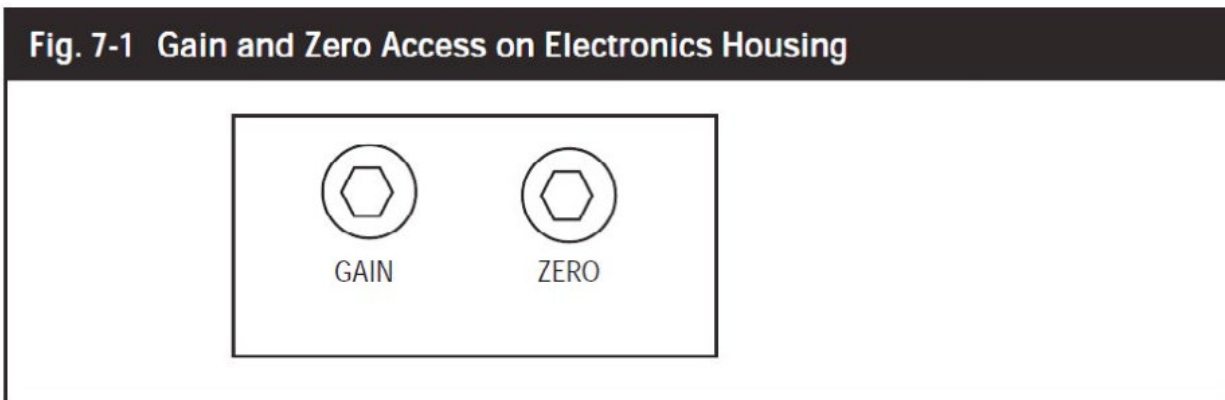 Fig. 7-1 Gain and Zero Access on Electronics Housing
GAIN ZERO